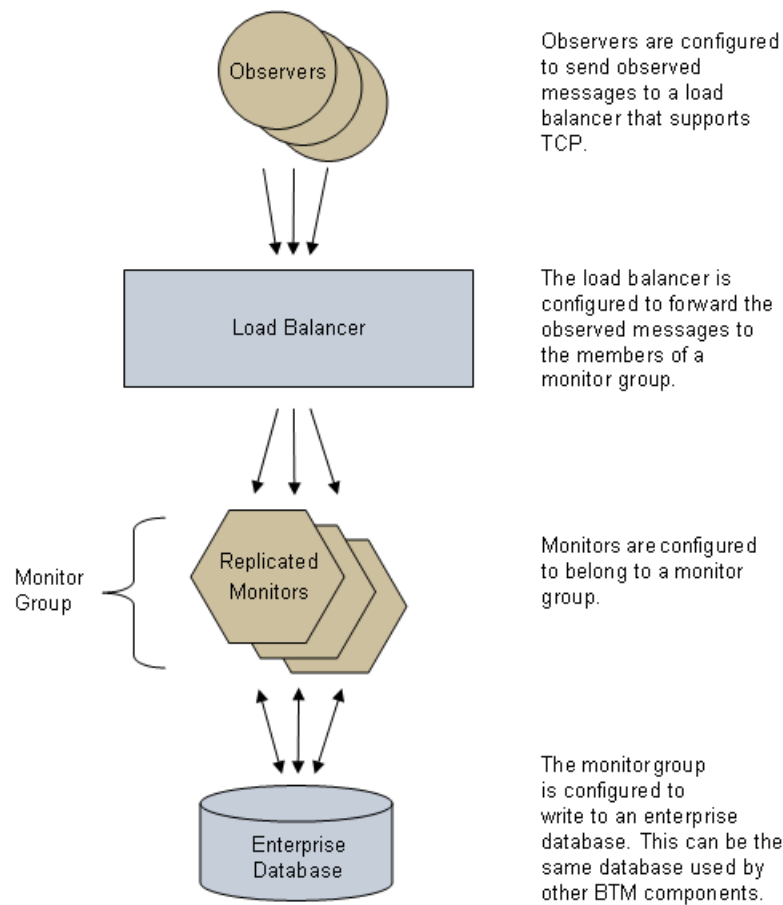 Observers
Observers are configured
to send observed
messages to a load
balancer that supports
TCP.
Load Balancer
The load balancer is
configured to forward the
observed messages to
the members of a
monitor group.
Monitor
Group
Replicated
Monitors
Monitors are configured
to belong to a monitor
group.
Enterprise
Database
The monitor group
is configured to
write to an enterprise
database. This can be the
same database used by
other BTM components.